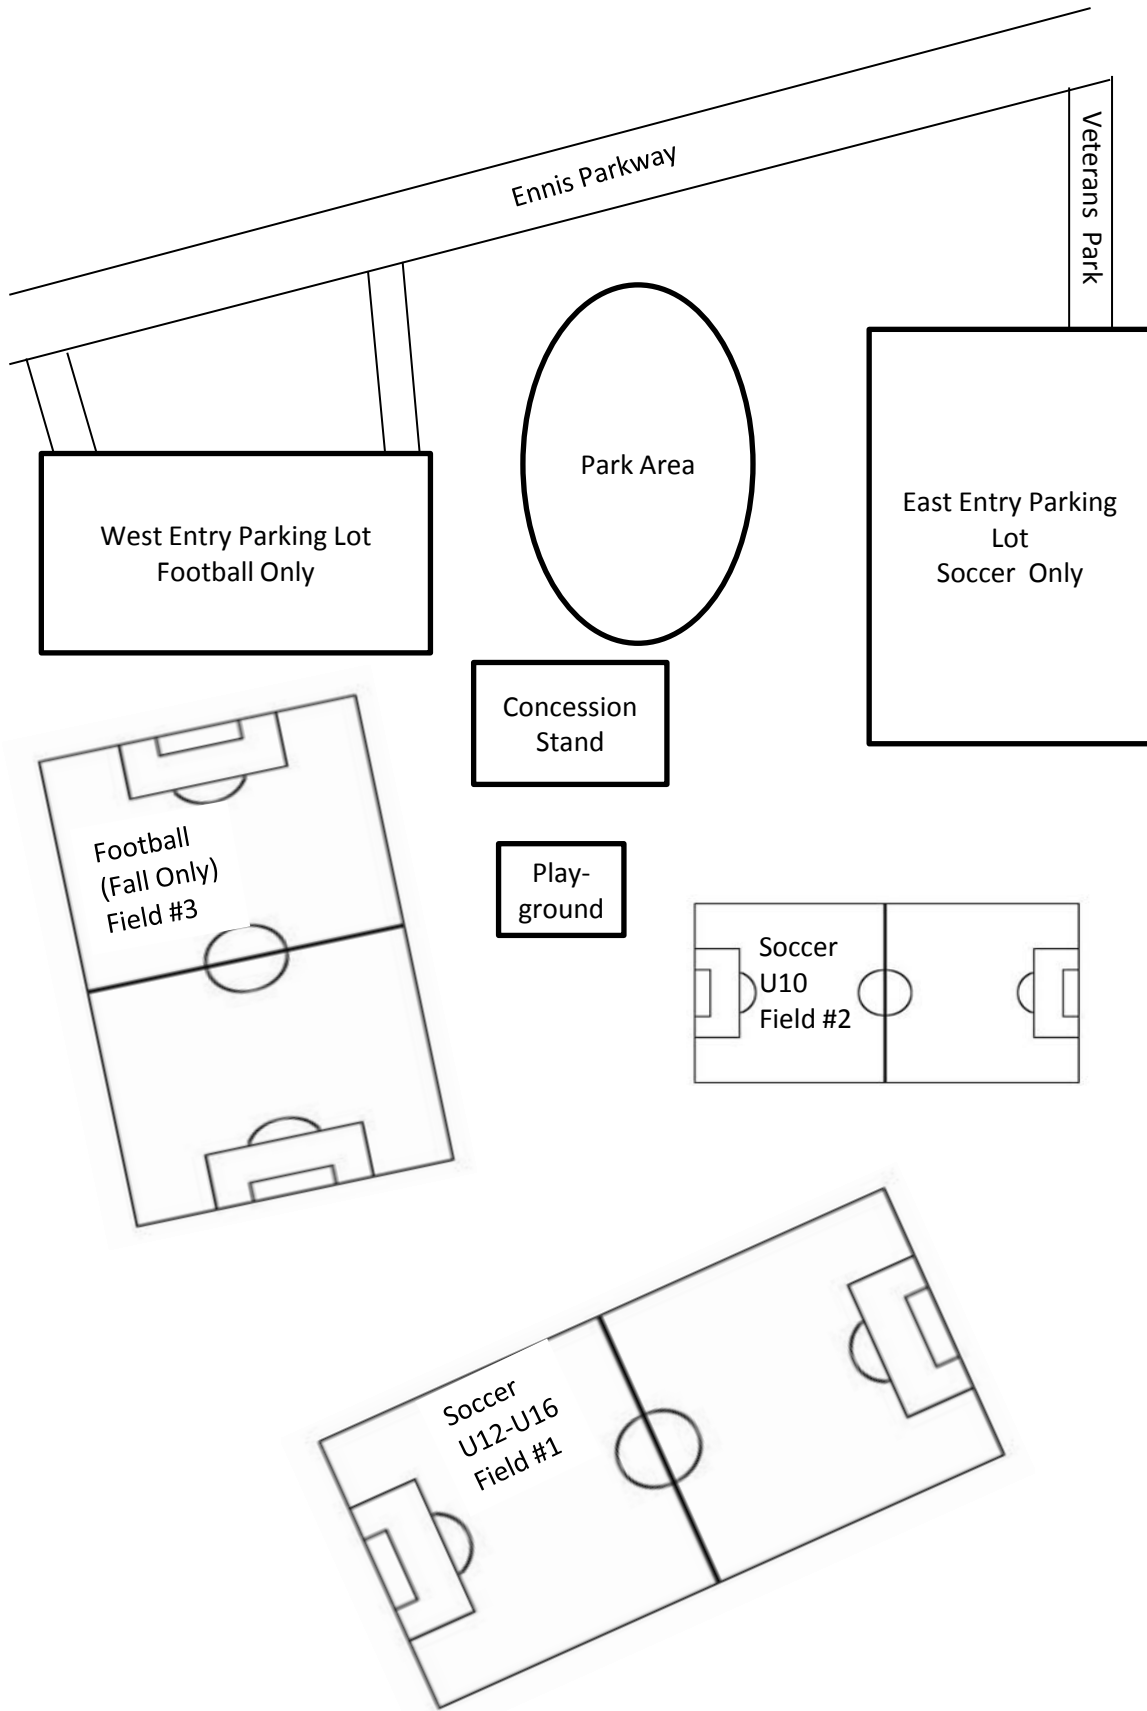 Ennis Parkway
Veterans Park
Park Area
West Entry Parking Lot
Football Only
East Entry Parking
Lot
Soccer Only
Concession
Stand
Football
(Fall Only)
Field #3
Play-
ground
Soccer
U10
Field #2
Soccer
U12-U16
Field #1